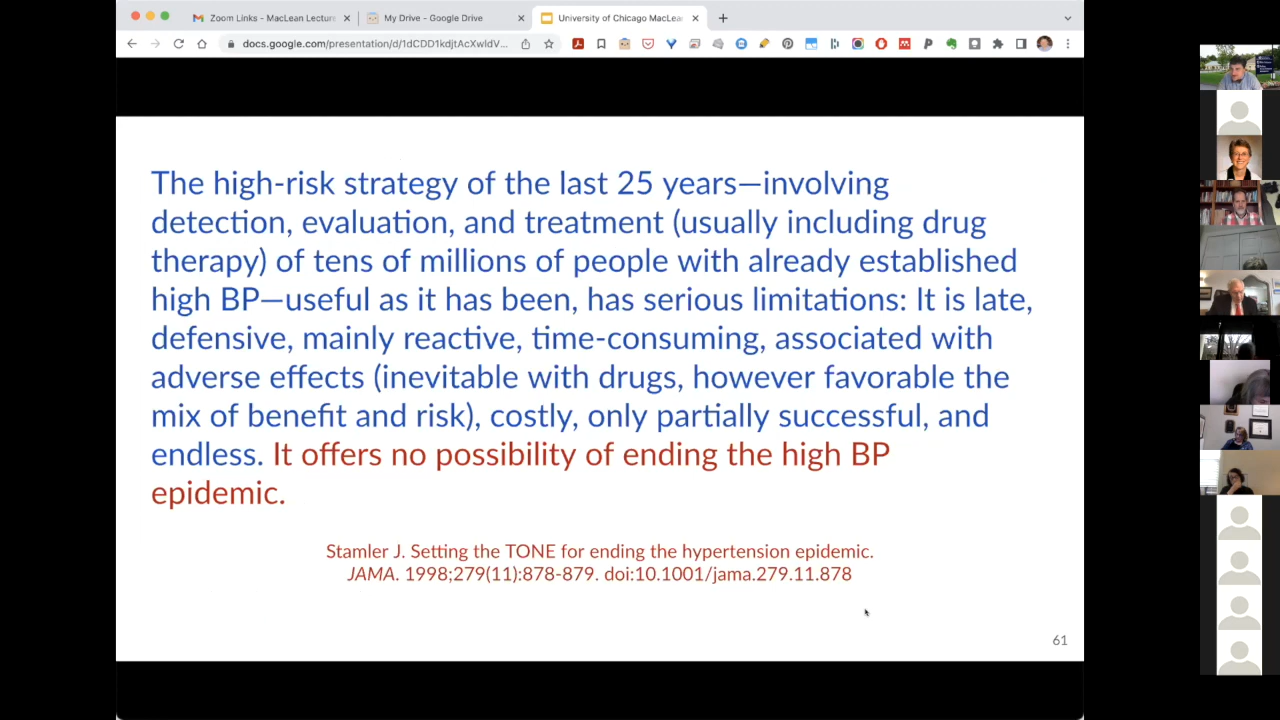 Zoom Links - MacLean Lecture
My Drive - Google Drive
University of Chicago MacLea
docs.google.com/presentation/d/1dCDD1kdjtAcXwIdV...
The high-risk strategy of the last 25 years—involving
detection, evaluation, and treatment (usually including drug
therapy) of tens of millions of people with already established
high BP—useful as it has been, has serious limitations: It is late,
defensive, mainly reactive, time-consuming, associated with
adverse effects (inevitable with drugs, however favorable the
mix of benefit and risk), costly, only partially successful, and
endless. It offers no possibility of ending the high BP
epidemic.
Stamler J. Setting the TONE for ending the hypertension epidemic.
JAMA. 1998;279(11):878-879. doi:10.1001/jama.279.11.878
61